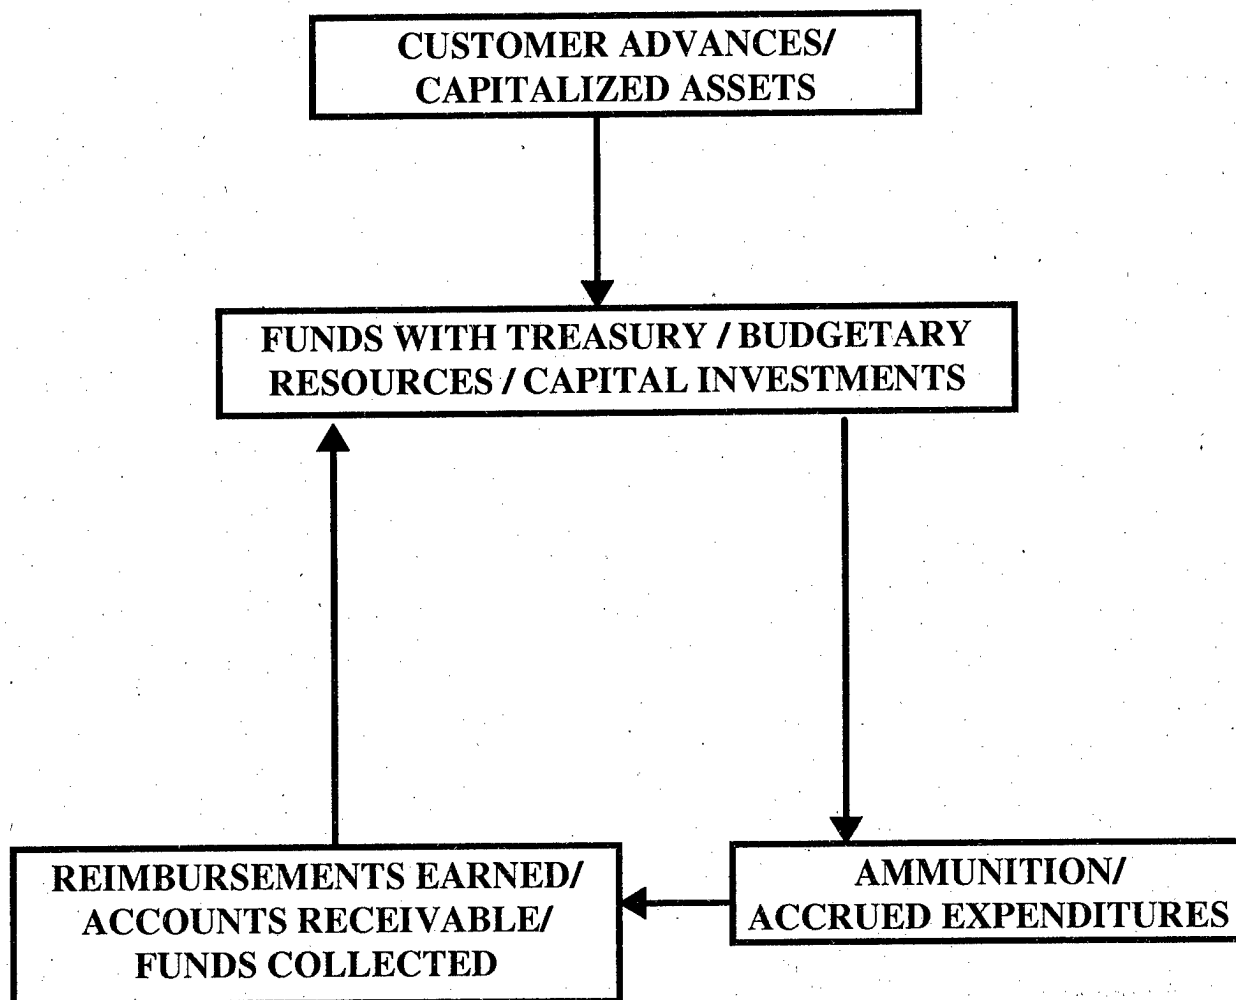 CUSTOMER ADVANCES/
CAPITALIZED ASSETS
FUNDS WITH TREASURY / BUDGETARY
RESOURCES / CAPITAL INVESTMENTS
REIMBURSEMENTS EARNED/
ACCOUNTS RECEIVABLE/
FUNDS COLLECTED
AMMUNITION/
ACCRUED EXPENDITURES